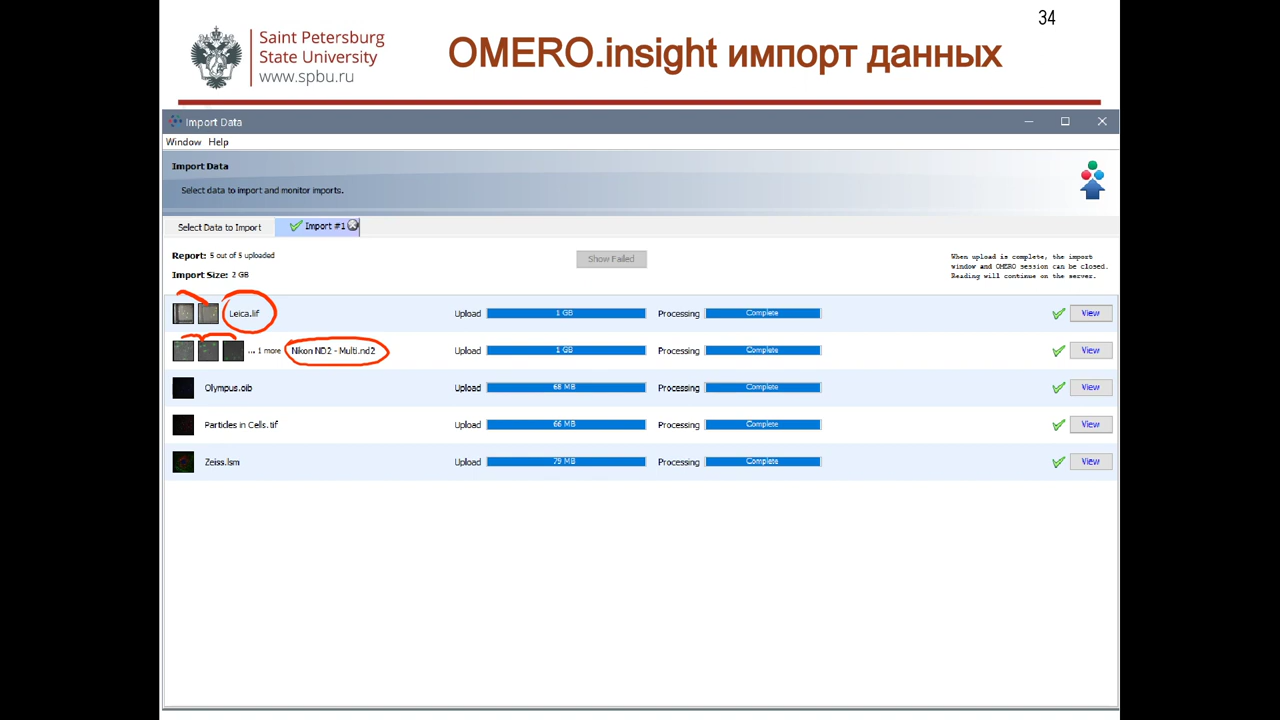 34
Saint Petersburg
State University
www.spbu.ru
OMERO.insight импорт данных
Import Data
Window Help
Import Data
Select data to import and monitor imports.
Select Data to Import Import #1
Report: 5 out of 5 uploaded
Show Failed
Import Size: 2 GB
When upload is complete, the import
window and OMERO session can be closed.
Reading will continue on the server.
Leica.lif Upload 1 GB Processing Complete View
... 1 more Nikon ND2 - Multi.nd2 Upload 1 GB Processing Complete View
Olympus.oib Upload 68 MB Processing Complete View
Particles in Cells.tif Upload 66 MB Processing Complete View
Zeiss.lsm Upload 79 MB Processing Complete View